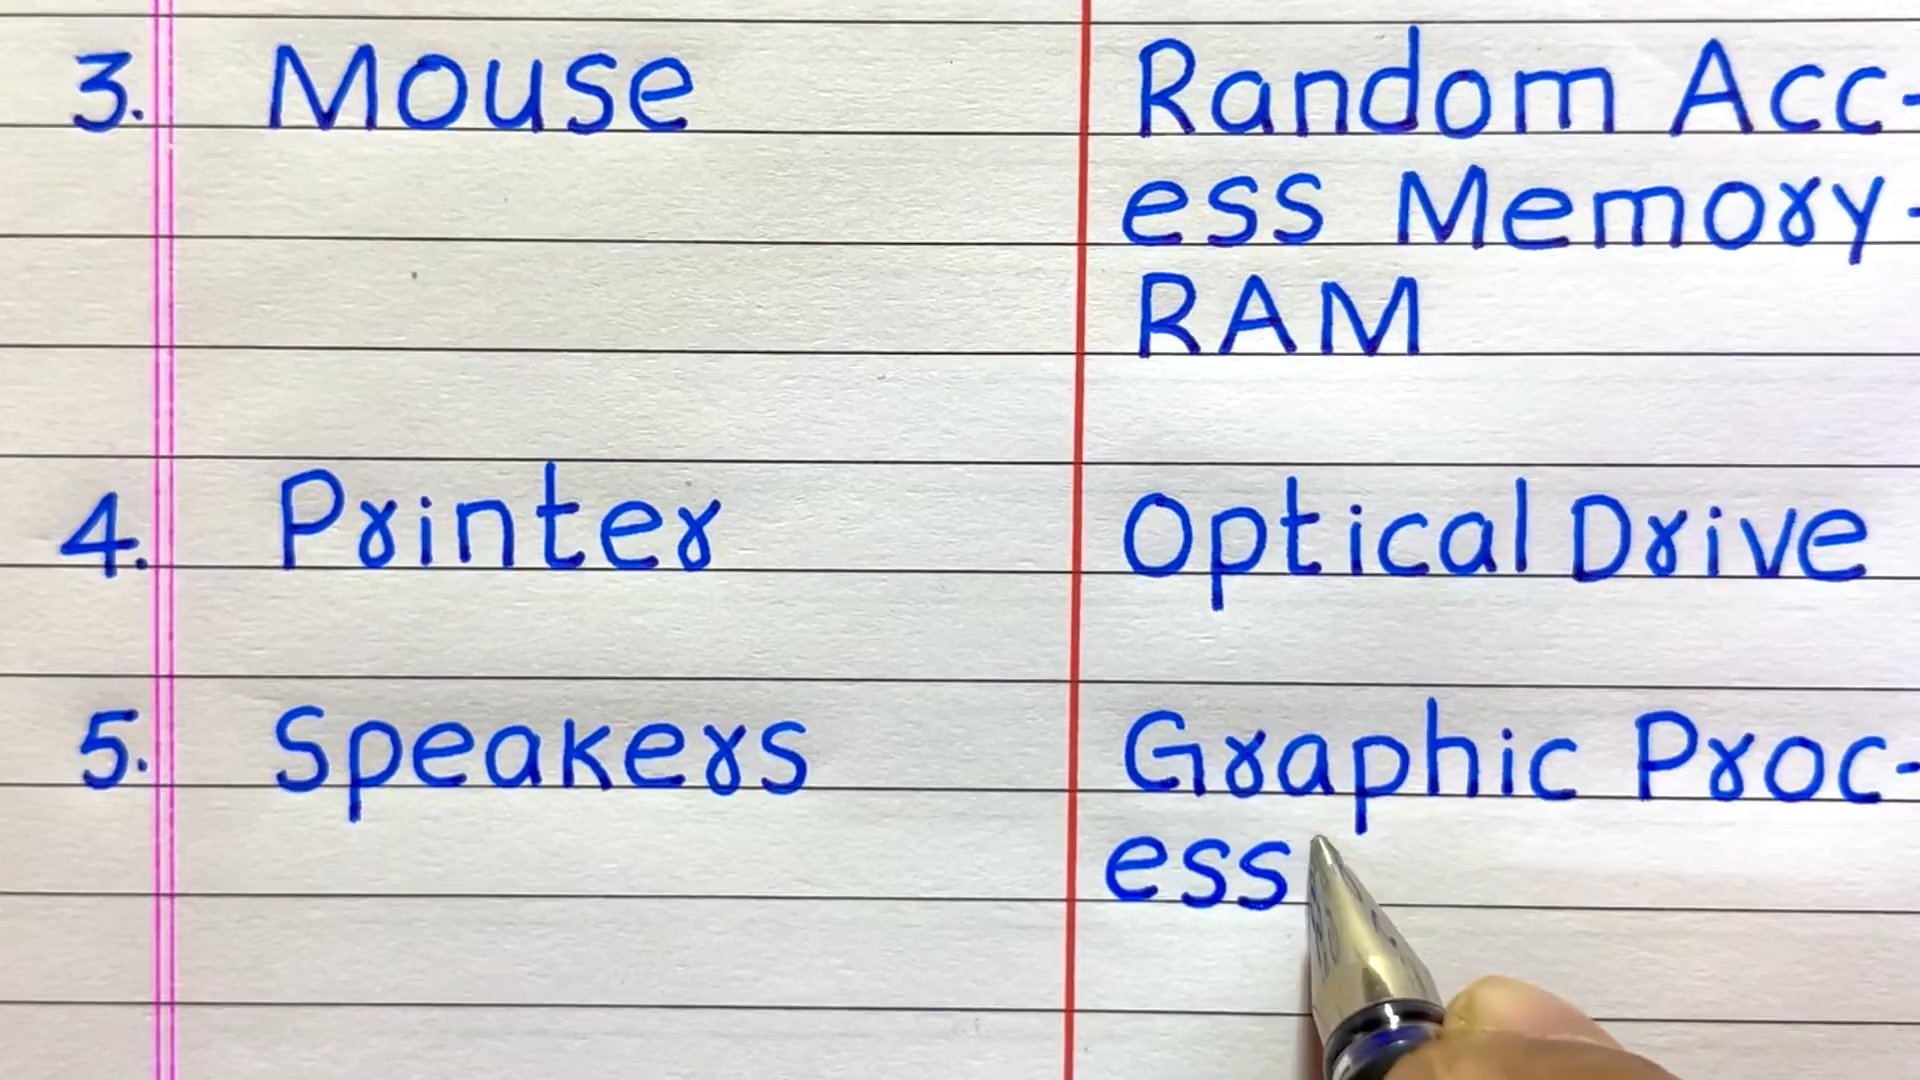 3. Mouse Random Acc-
ess Memory-
RAM
4. Printer Optical Drive
5. Speakers Graphic Proc-
ess